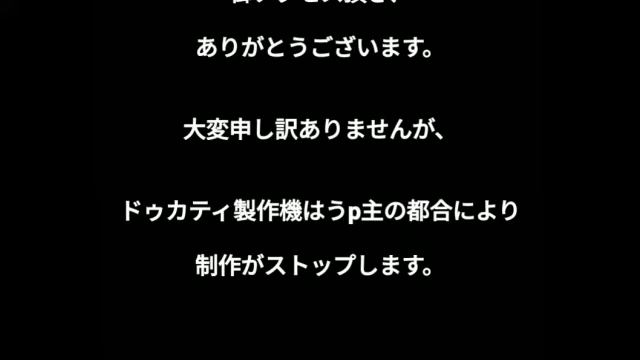 ありがとうございます。
大変申し訳ありませんが、
ドゥカティ製作機はうp主の都合により
制作がストップします。